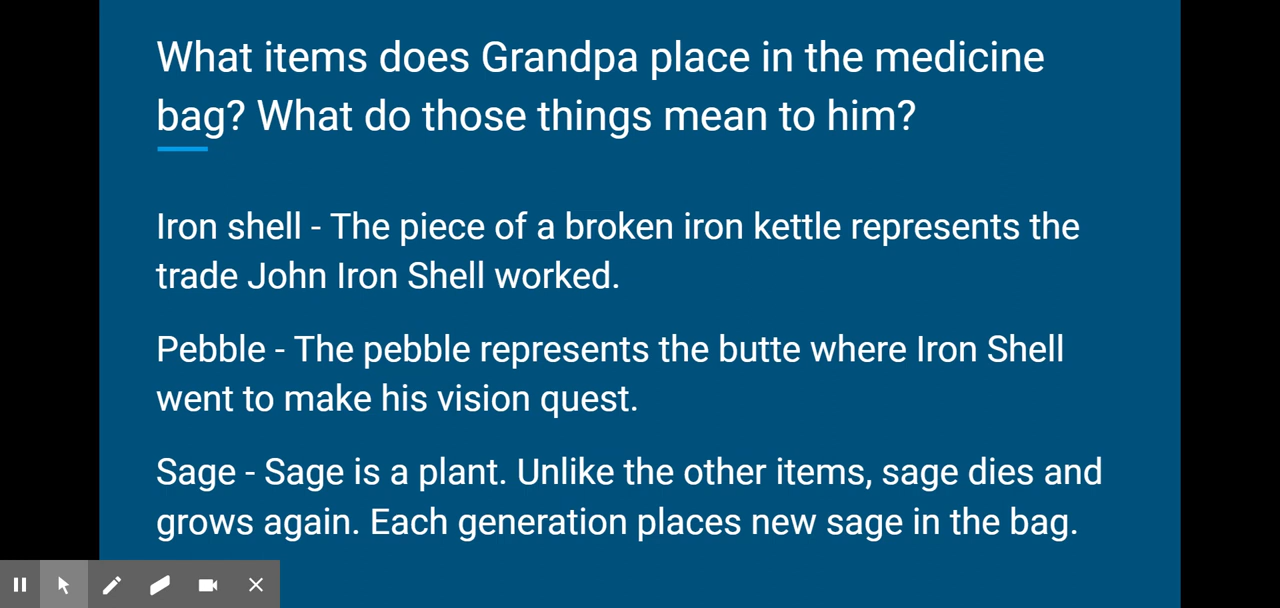 What items does Grandpa place in the medicine
bag? What do those things mean to him?
Iron shell - The piece of a broken iron kettle represents the
trade John Iron Shell worked.
Pebble - The pebble represents the butte where Iron Shell
went to make his vision quest.
Sage - Sage is a plant. Unlike the other items, sage dies and
grows again. Each generation places new sage in the bag.